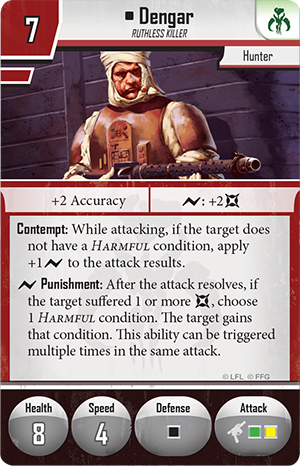 7
Dengar
RUTHLESS KILLER
Hunter
+2 Accuracy
: +2
Contempt: While attacking, if the target does
not have a HARMFUL condition, apply
+1 to the attack results.
Punishment: After the attack resolves, if
the target suffered 1 or more , choose
1 HARMFUL condition. The target gains
that condition. This ability can be triggered
multiple times in the same attack.
© LFL © FFG
Health Speed Defense Attack
8 4